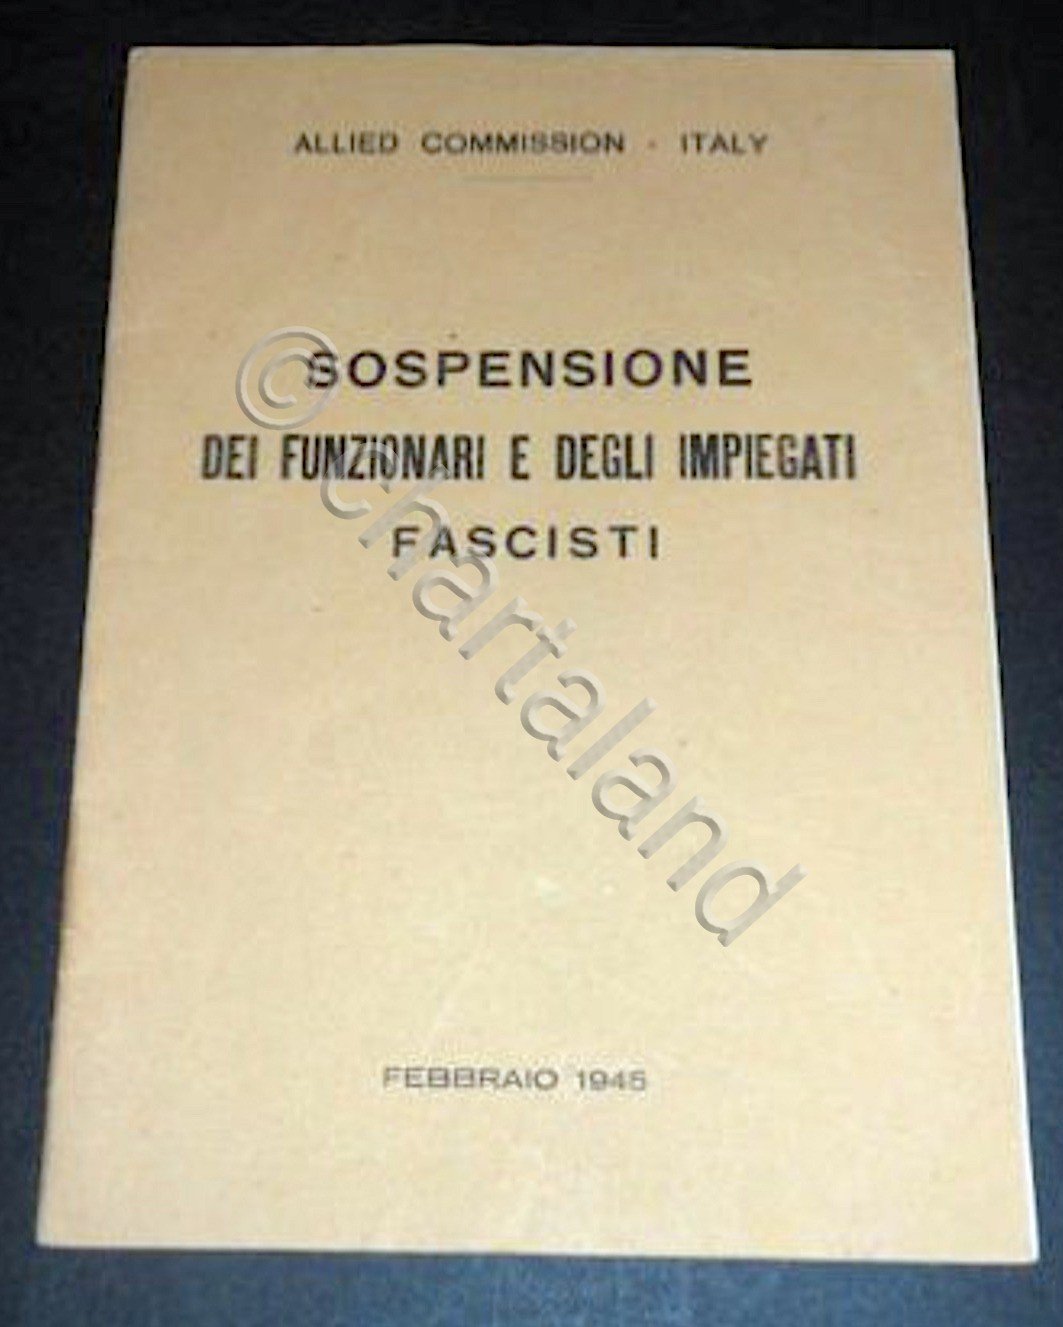 ALLIED COMMISSION - ITALY
SOSPENSIONE
DEI FUNZIONARI E DEGLI IMPIEGATI
FASCISTI
© chartaland
FEBBRAIO 1945